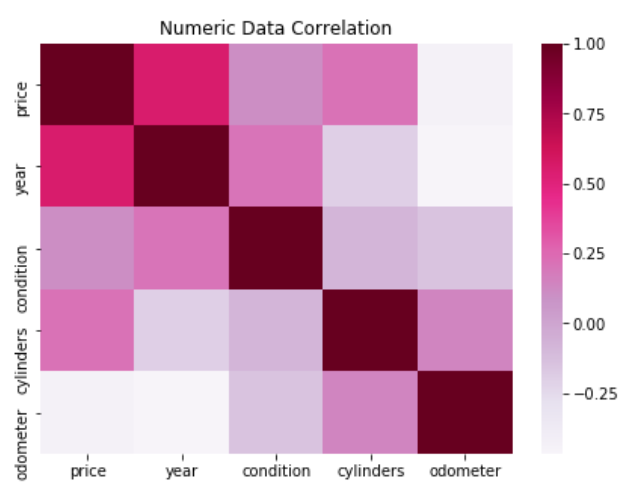 Numeric Data Correlation
price
year
condition
cylinders
odometer
price year condition cylinders odometer
1.00
0.75
0.50
0.25
0.00
−0.25